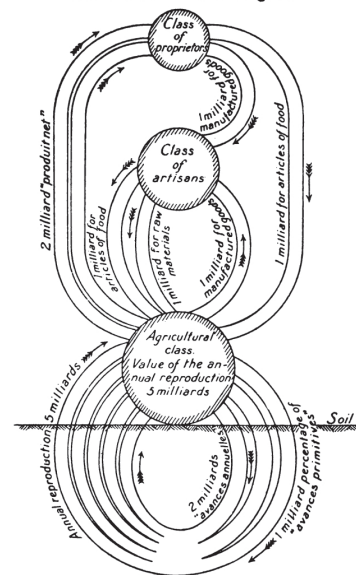 Class
of
proprietors
1 milliard for
manufactured
goods
2 milliard "produit net"
1 milliard for articles of food
Class
of
artisans
1 milliard for
articles of food
1 milliard for raw
materials
1 milliard for
manufactured
goods
Agricultural
class.
Value of the an-
nual reproduction
5 milliards
Soil
Annual reproduction 5 milliards
2 milliards
"avances annuelles"
1 milliard percentage of
"avances primitives"